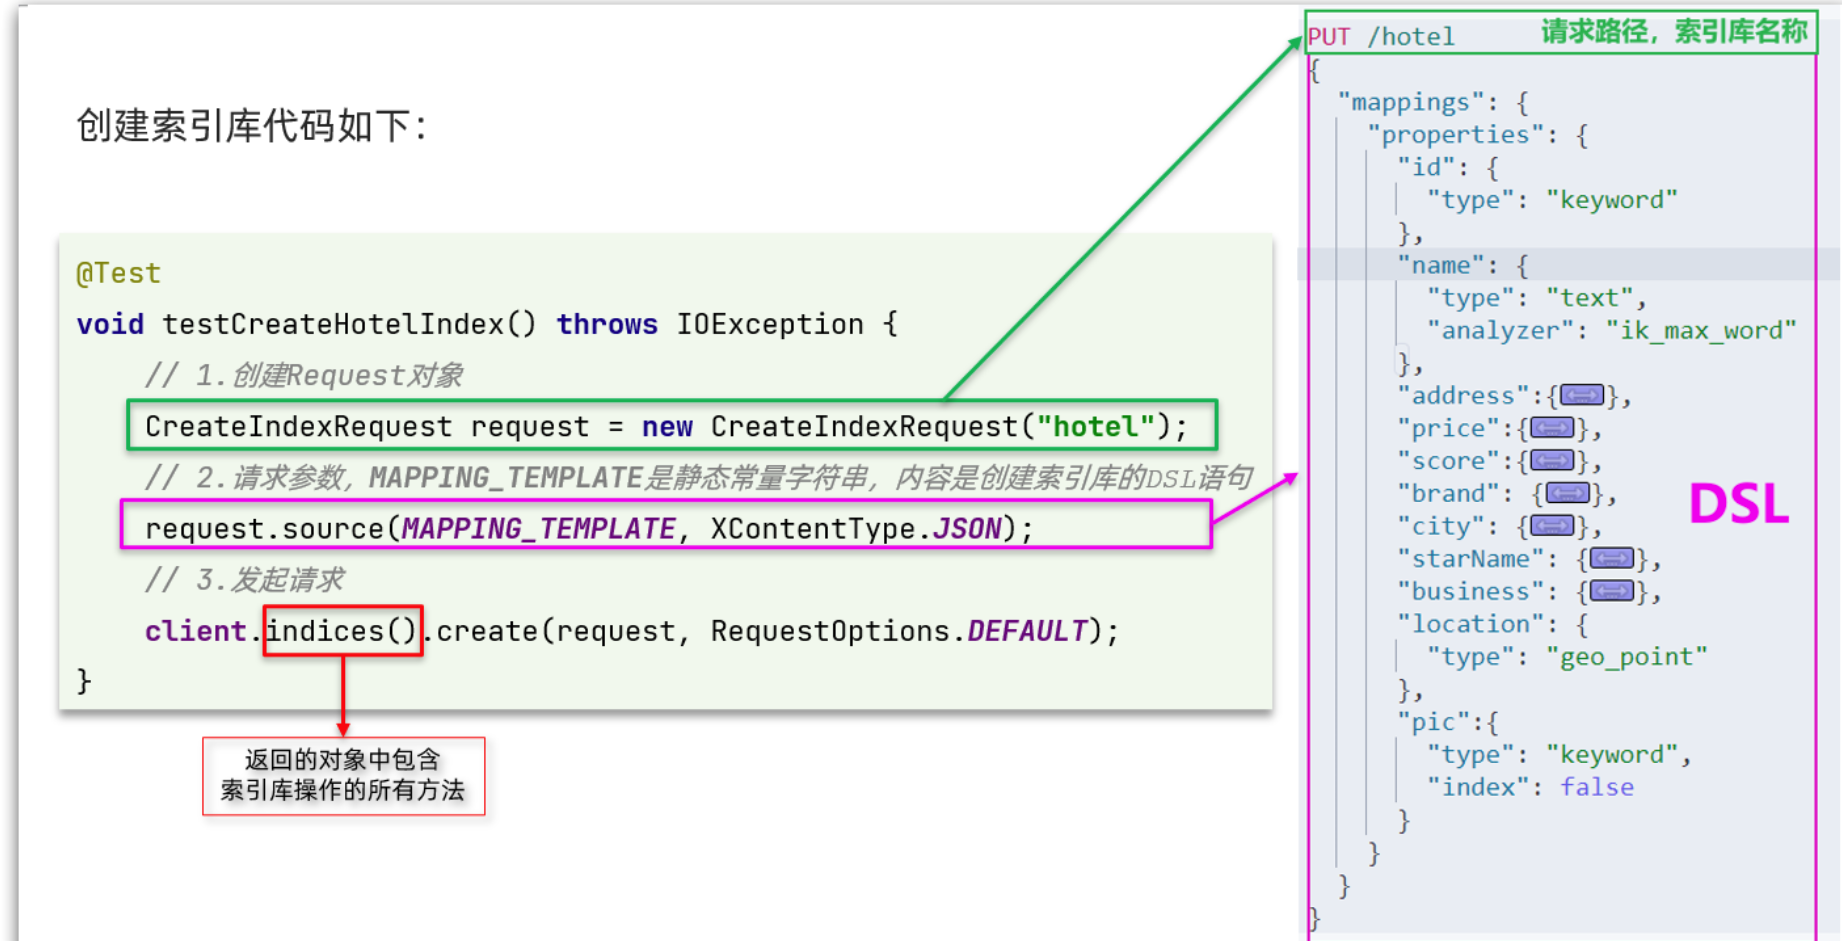 创建索引库代码如下：
@Test
void testCreateHotelIndex() throws IOException {
// 1.创建Request对象
CreateIndexRequest request = new CreateIndexRequest("hotel");
// 2.请求参数，MAPPING_TEMPLATE是静态常量字符串，内容是创建索引库的DSL语句
request.source(MAPPING_TEMPLATE, XContentType.JSON);
// 3.发起请求
client.indices().create(request, RequestOptions.DEFAULT);
}
返回的对象中包含
索引库操作的所有方法
PUT /hotel 请求路径，索引库名称
{
"mappings": {
"properties": {
"id": {
"type": "keyword"
},
"name": {
"type": "text",
"analyzer": "ik_max_word"
},
"address":{},
"price":{},
"score":{},
"brand": {},
"city": {},
"starName": {},
"business": {},
"location": {
"type": "geo_point"
},
"pic":{
"type": "keyword",
"index": false
}
}
}
}
DSL